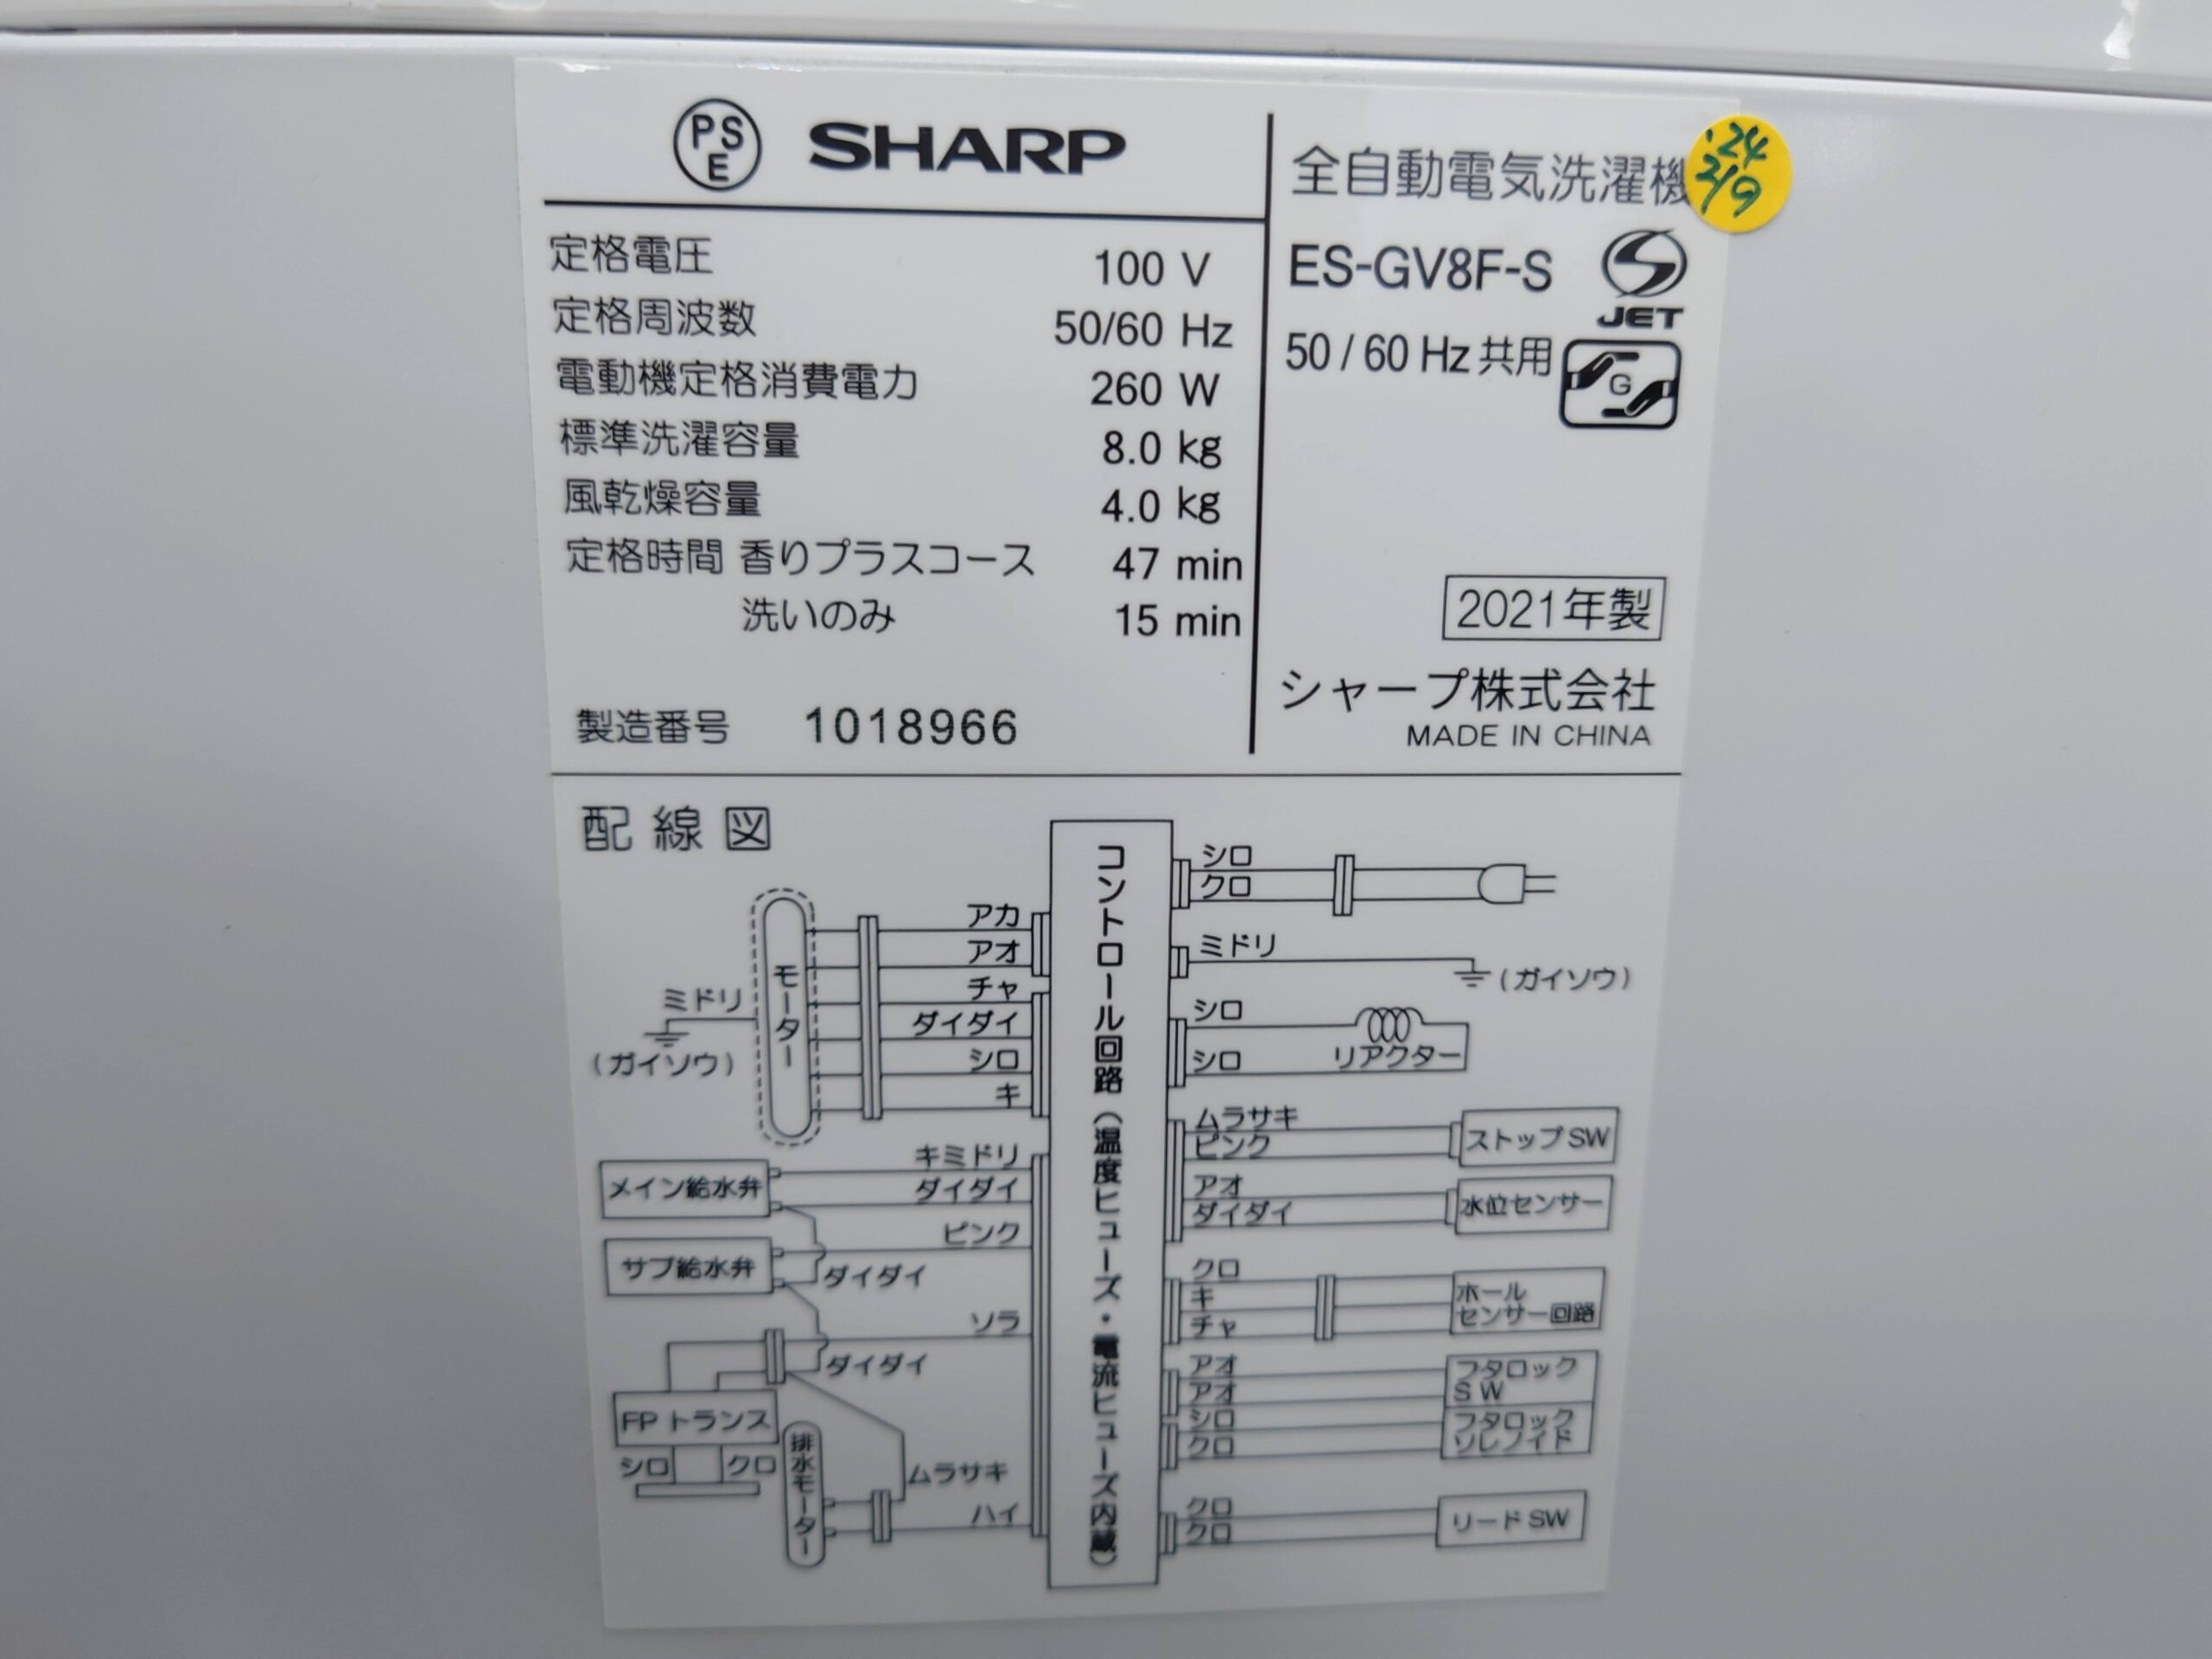 PSE SHARP
定格電圧 100 V
定格周波数 50/60 Hz
電動機定格消費電力 260 W
標準洗濯容量 8.0 kg
風乾燥容量 4.0 kg
定格時間 香りプラスコース 47 min
洗いのみ 15 min
製造番号 1018966
全自動電気洗濯機
'24
2/9
ES-GV8F-S
JET
50 / 60 Hz 共用
G
2021年製
シャープ株式会社
MADE IN CHINA
配線図
モーター
ミドリ
(ガイソウ)
アカ
アオ
チャ
ダイダイ
シロ
キ
メイン給水弁
キミドリ
ダイダイ
サブ給水弁
ピンク
ダイダイ
ソラ
ダイダイ
FP トランス
シロ
クロ
排水モーター
ムラサキ
ハイ
コントロール回路(温度ヒューズ・電流ヒューズ内蔵)
シロ
クロ
ミドリ
(ガイソウ)
シロ
シロ
リアクター
ムラサキ
ピンク
ストップ SW
アオ
ダイダイ
水位センサー
クロ
キ
チャ
ホール
センサー回路
アオ
アオ
フタロック
S W
シロ
クロ
フタロック
ソレノイド
クロ
クロ
リード SW